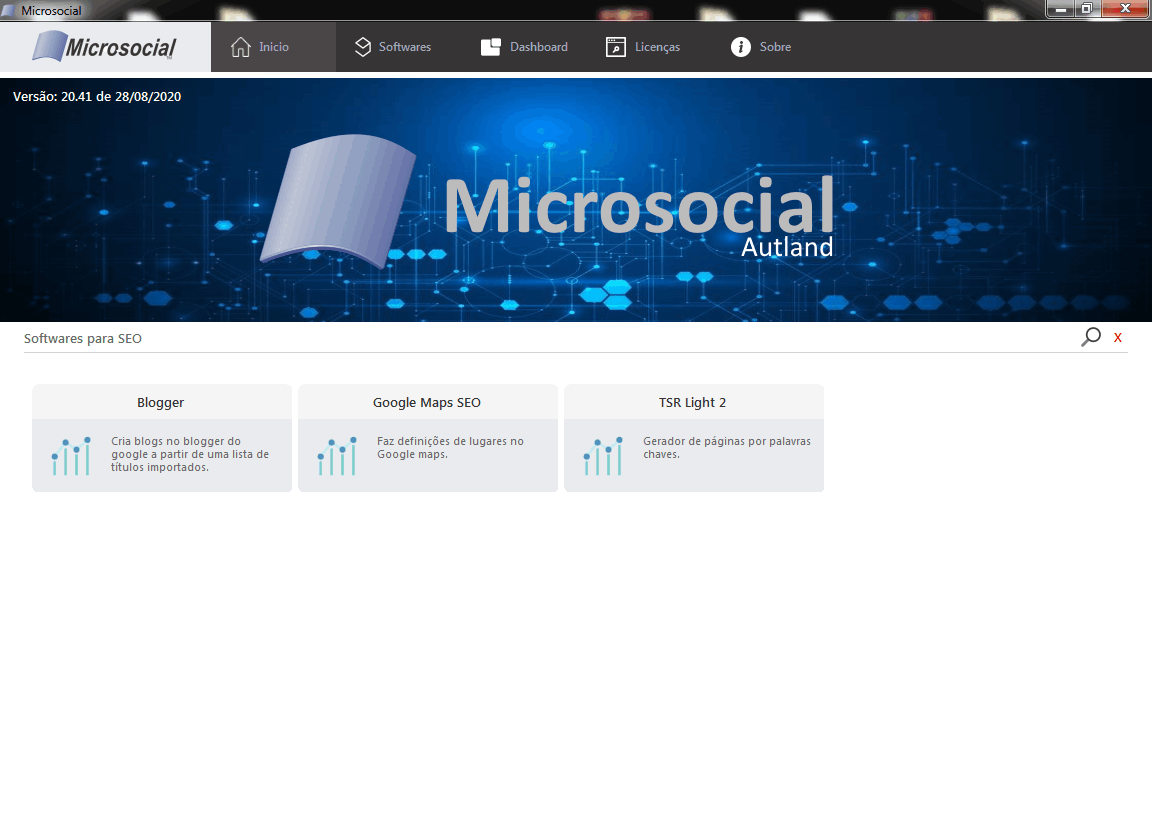 Microsocial
Microsocial
Inicio
Softwares
Dashboard
Licenças
Sobre
Versão: 20.41 de 28/08/2020
Microsocial
Autland
Softwares para SEO
X
Blogger
Cria blogs no blogger do
google a partir de uma lista de
títulos importados.
Google Maps SEO
Faz definições de lugares no
Google maps.
TSR Light 2
Gerador de páginas por palavras
chaves.